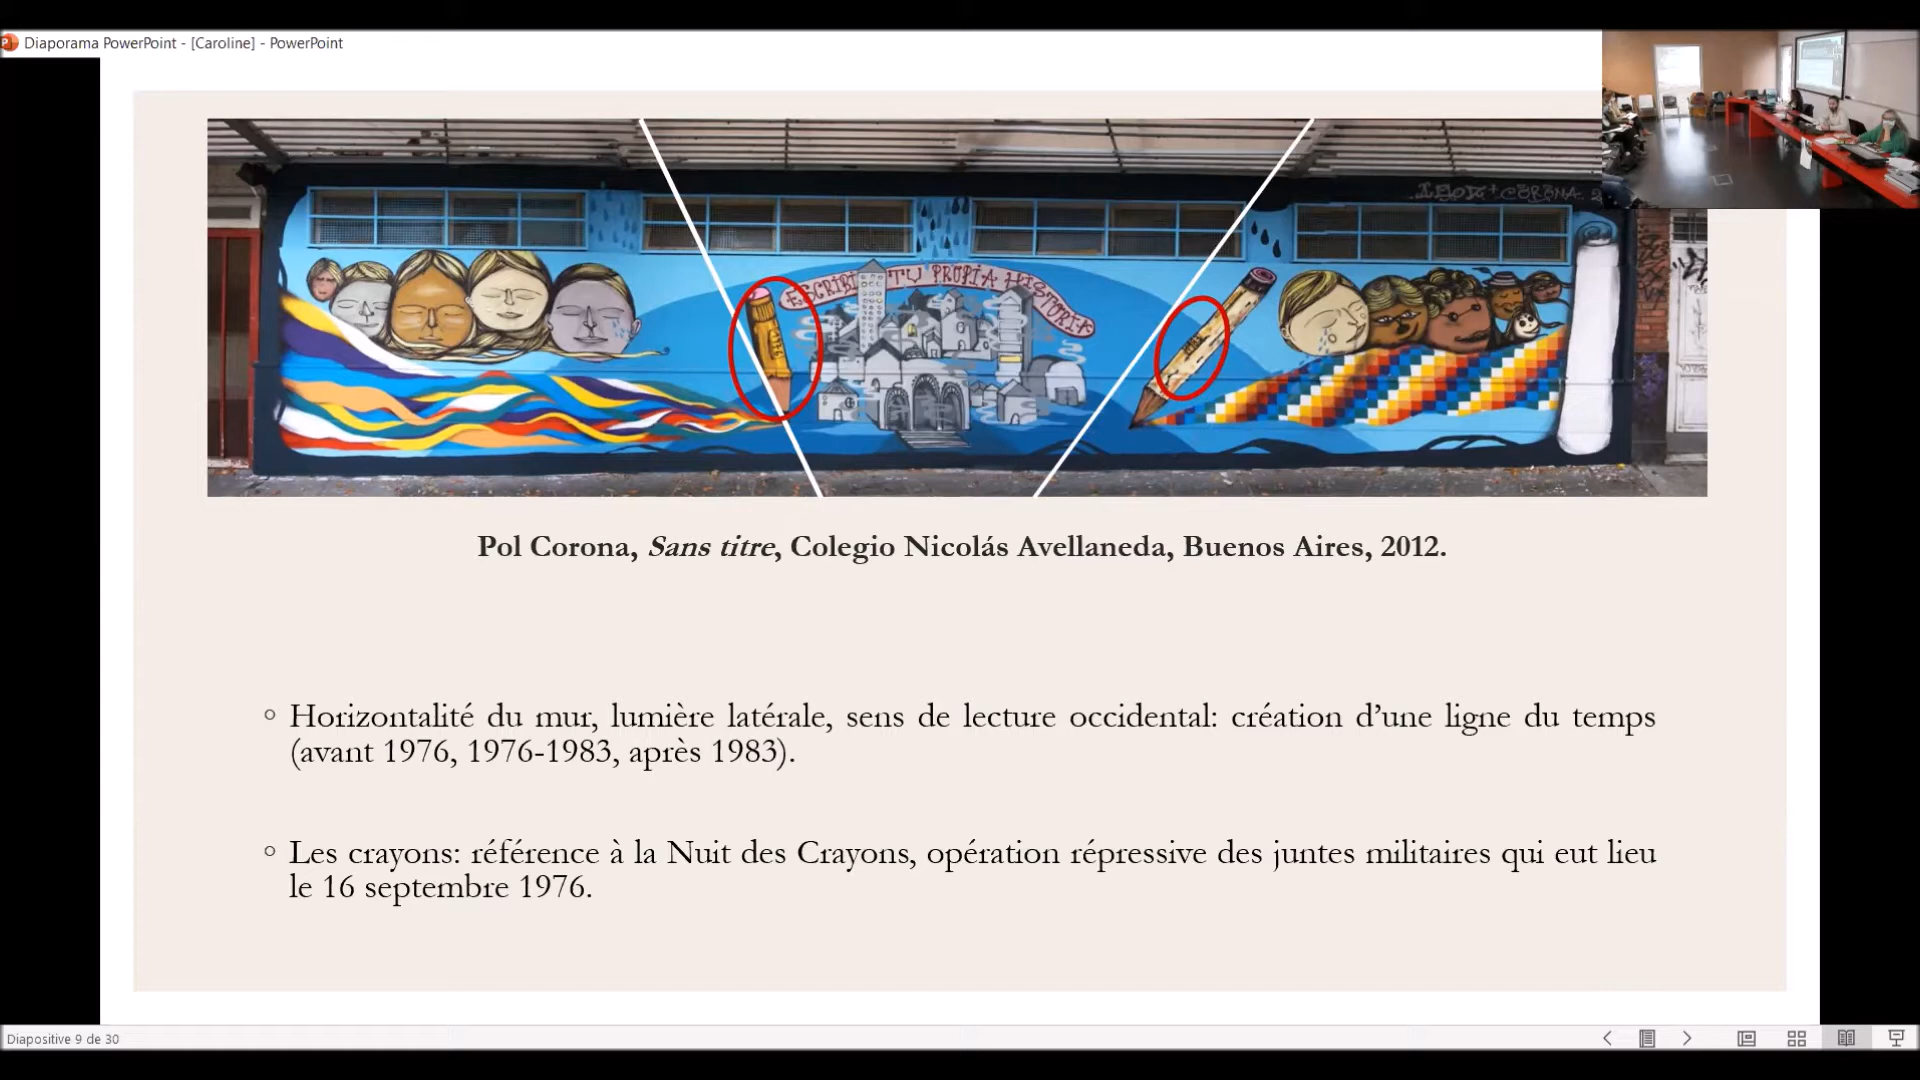 Diaporama PowerPoint - [Caroline] - PowerPoint
CORONA
ESCRIBI TU PROPIA HISTORIA
1976
Pol Corona, Sans titre, Colegio Nicolás Avellaneda, Buenos Aires, 2012.
◦ Horizontalité du mur, lumière latérale, sens de lecture occidental: création d’une ligne du temps
(avant 1976, 1976-1983, après 1983).
◦ Les crayons: référence à la Nuit des Crayons, opération répressive des juntes militaires qui eut lieu
le 16 septembre 1976.
Diapositive 9 de 30